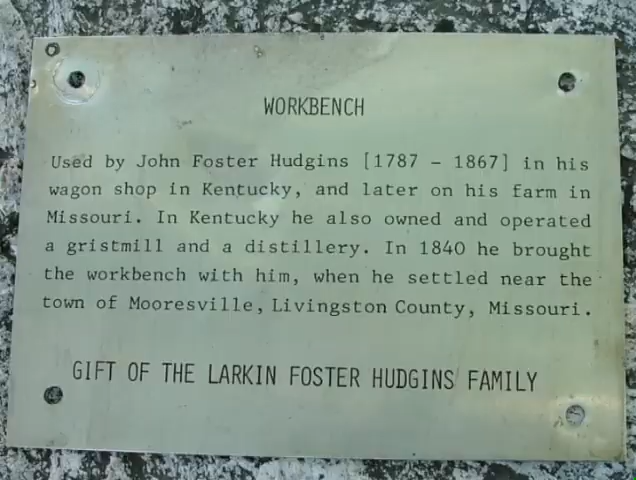 WORKBENCH
Used by John Foster Hudgins [1787 - 1867] in his
wagon shop in Kentucky, and later on his farm in
Missouri. In Kentucky he also owned and operated
a gristmill and a distillery. In 1840 he brought
the workbench with him, when he settled near the
town of Mooresville, Livingston County, Missouri.
GIFT OF THE LARKIN FOSTER HUDGINS FAMILY